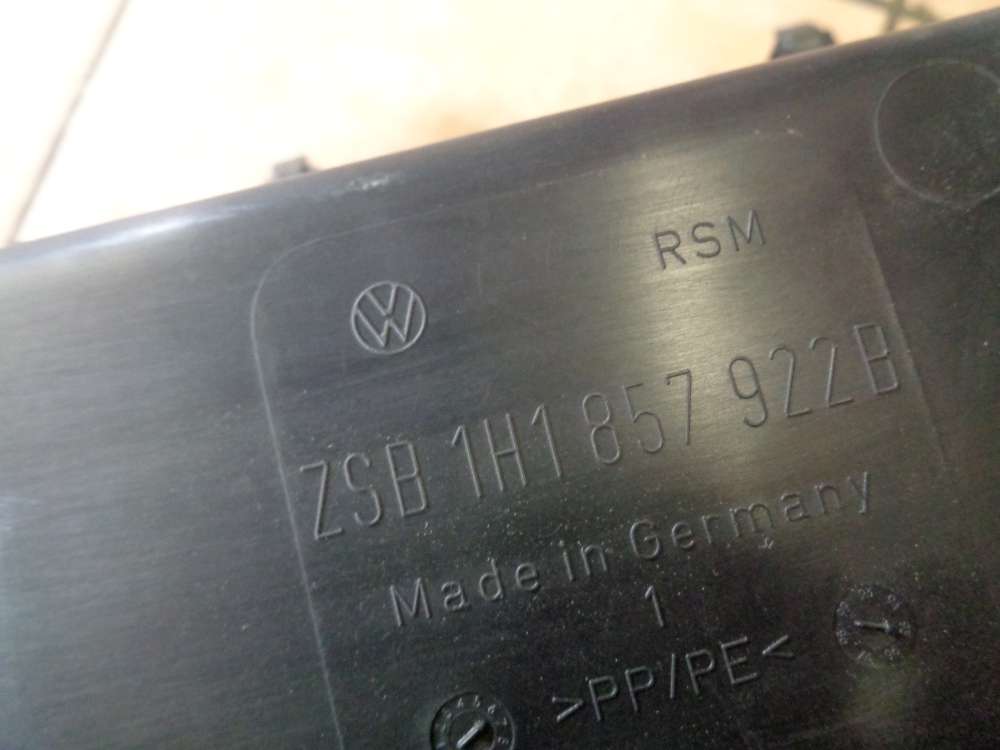 RSM
ZSB 1H1 857 922B
Made in Germany
1
>PP/PE<